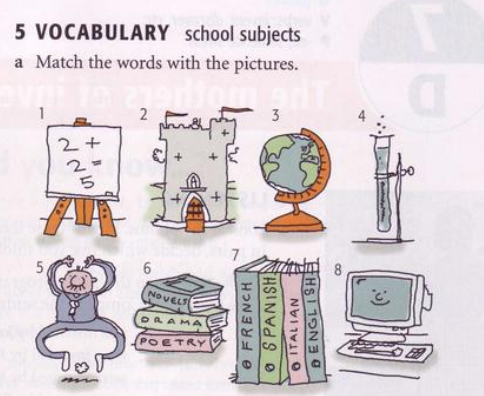 5 VOCABULARY school subjects
a Match the words with the pictures.
1
2 +
2
5
2
3
4
5
6
NOVELS
DRAMA
POETRY
7
FRENCH
SPANISH
ITALIAN
ENGLISH
8